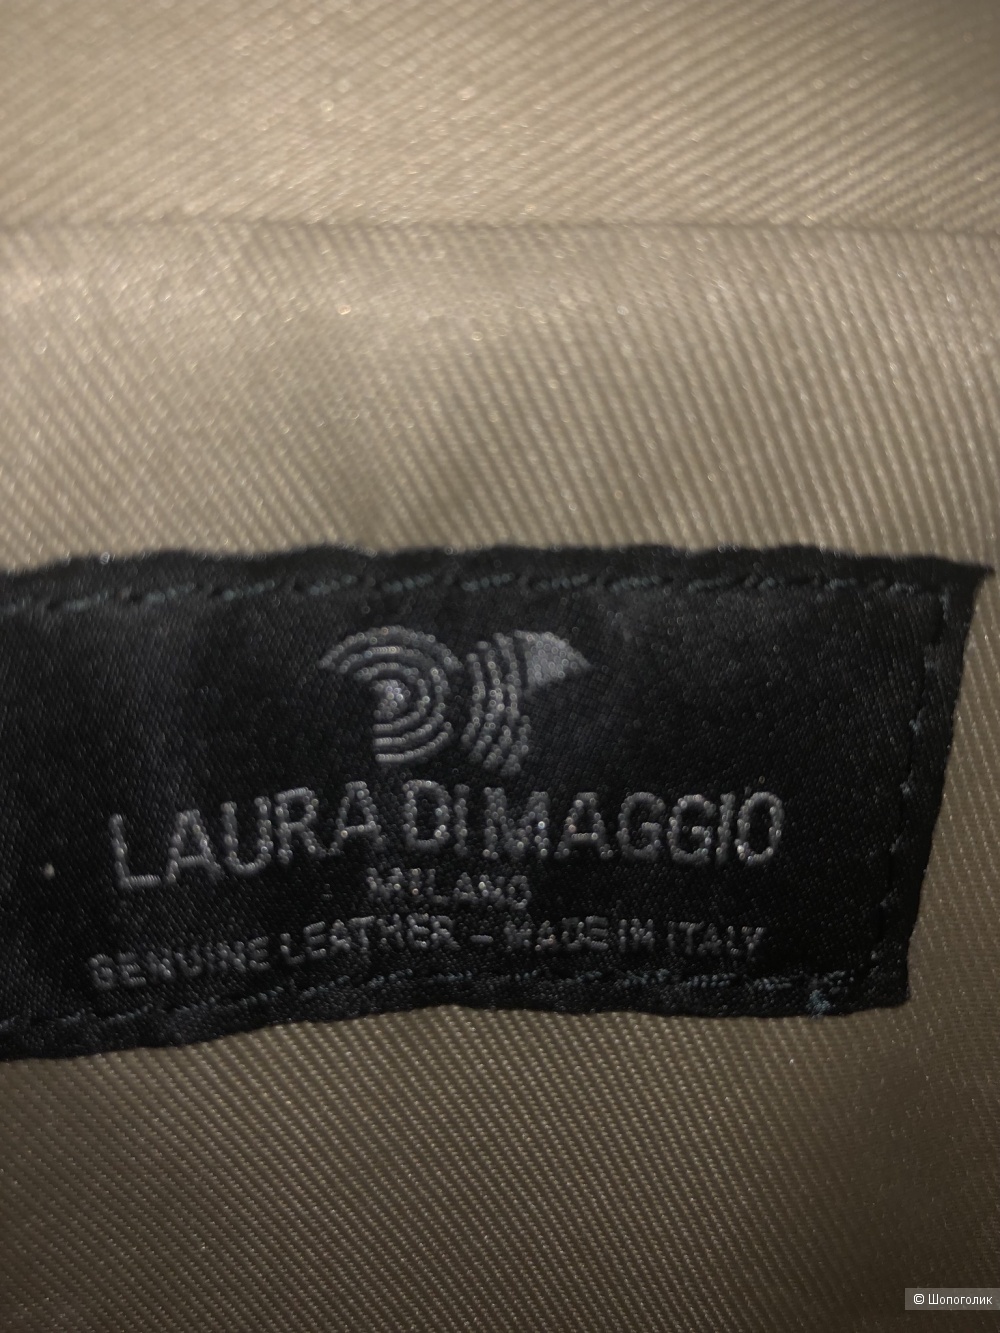 LAURA DI MAGGIO
MILANO
GENUINE LEATHER – MADE IN ITALY
© Шопоголик